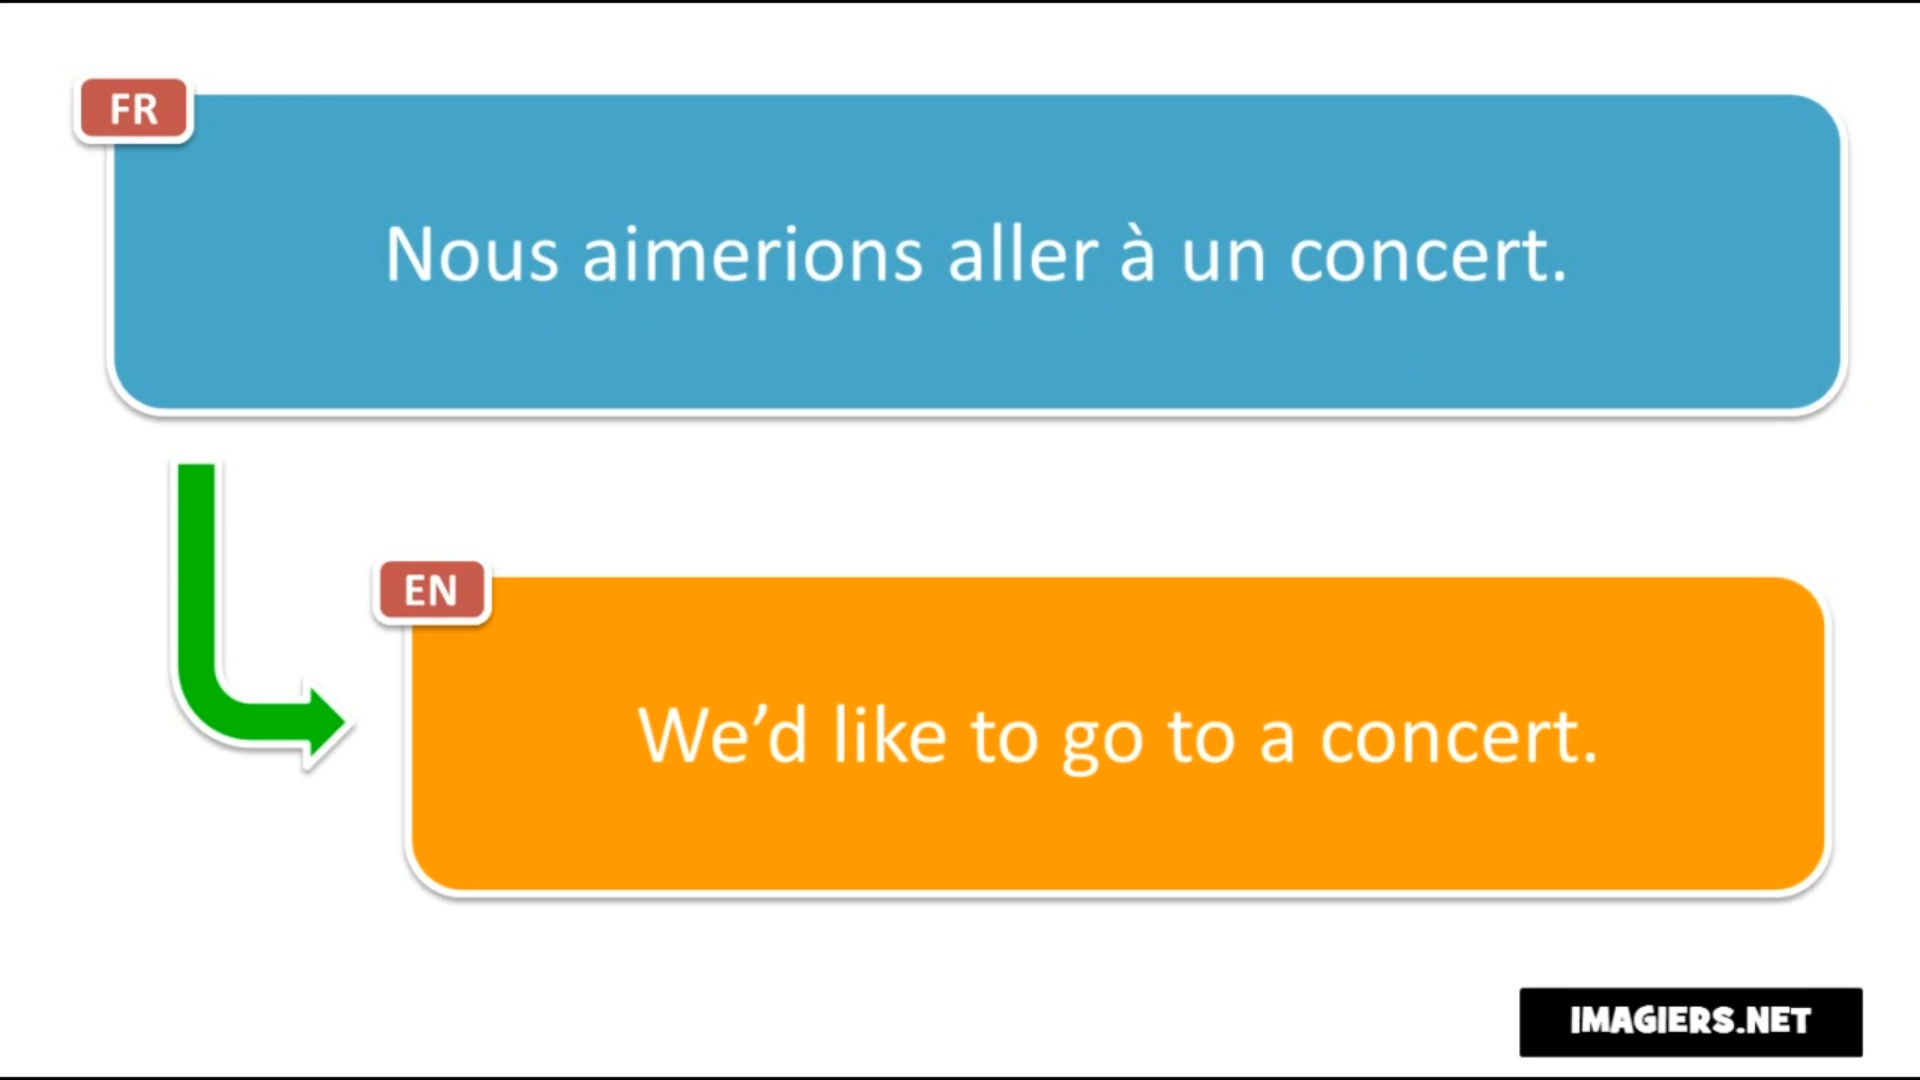 FR
Nous aimerions aller à un concert.
EN
We’d like to go to a concert.
IMAGIERS.NET